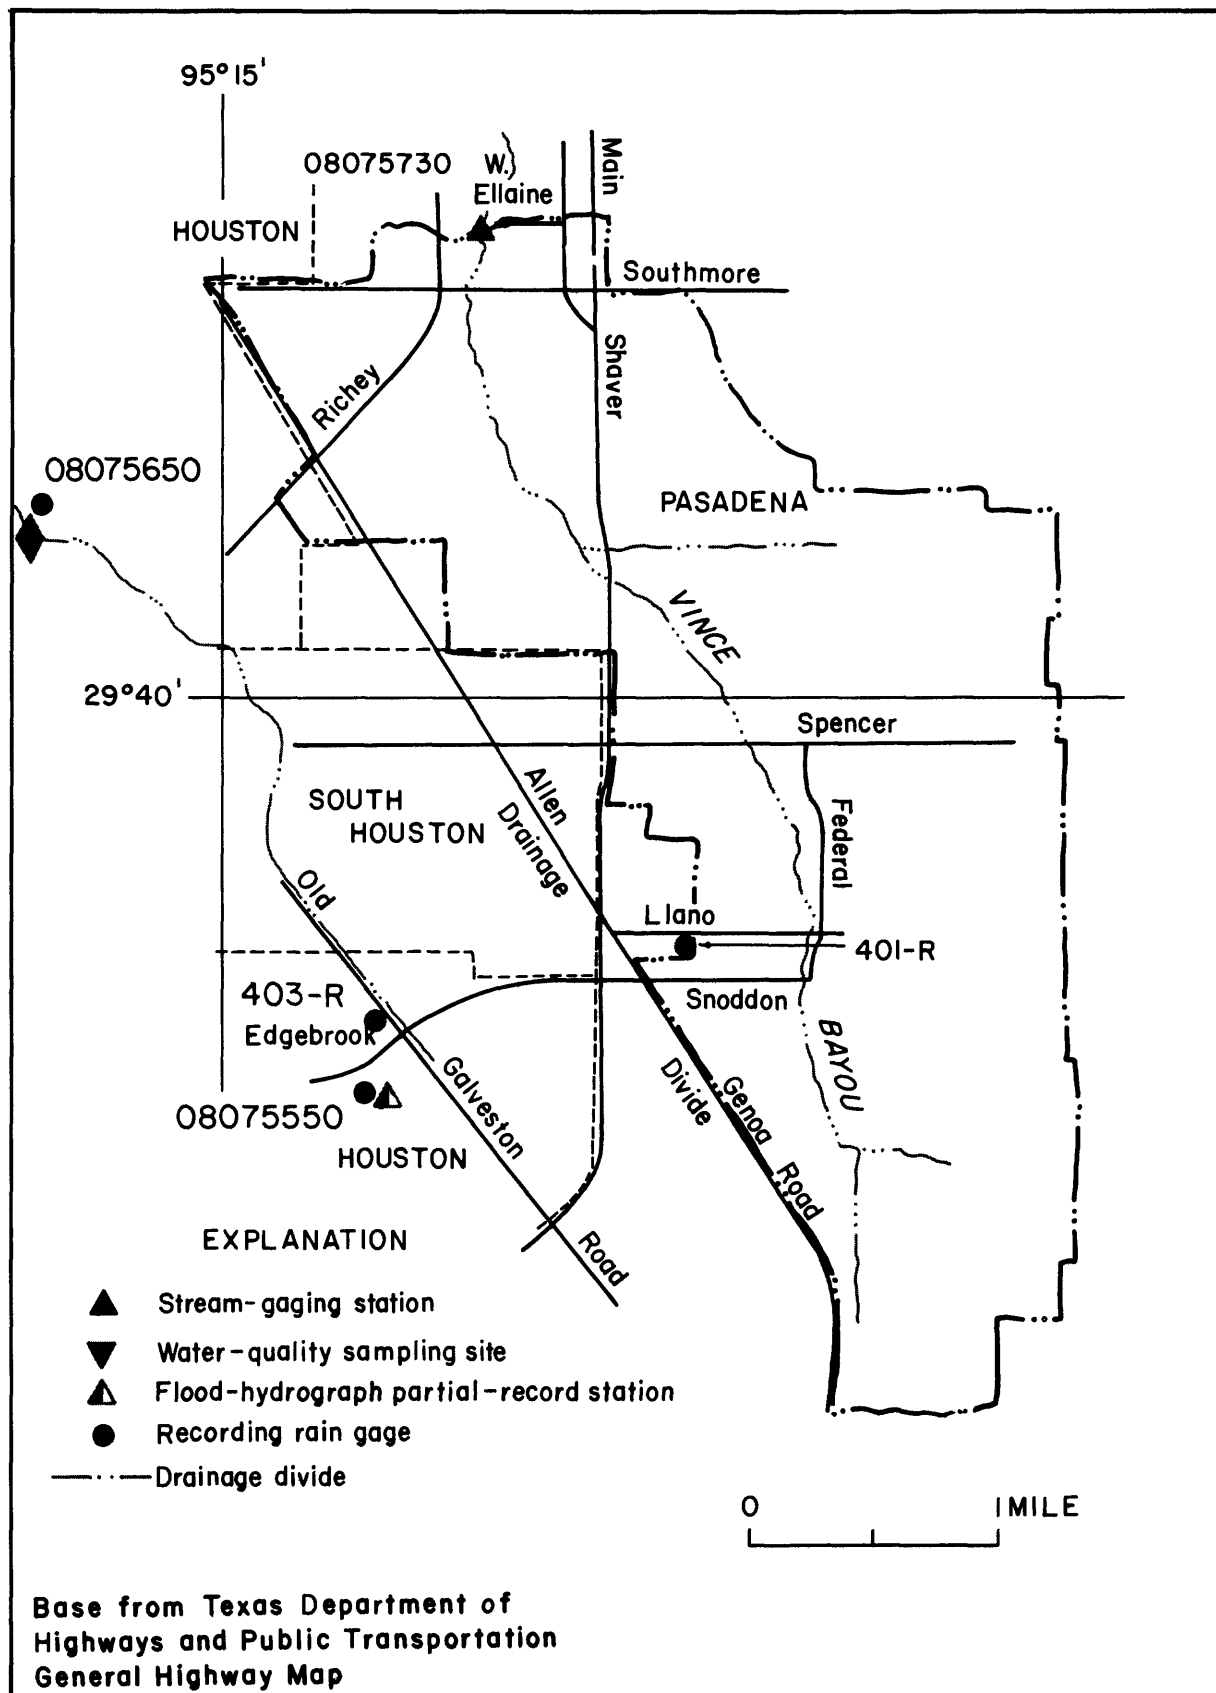 95°15'
08075730
W.
Ellaine
Main
HOUSTON
Southmore
Shaver
Richey
08075650
PASADENA
VINCE
29°40'
Spencer
Allen
Drainage
SOUTH
HOUSTON
Federal
Old
Llano
401-R
403-R
Snoddon
Edgebrook
BAYOU
Galveston
Divide
Genoa
08075550
HOUSTON
Road
Road
EXPLANATION
Stream-gaging station
Water-quality sampling site
Flood-hydrograph partial-record station
Recording rain gage
Drainage divide
0 1 MILE
Base from Texas Department of
Highways and Public Transportation
General Highway Map